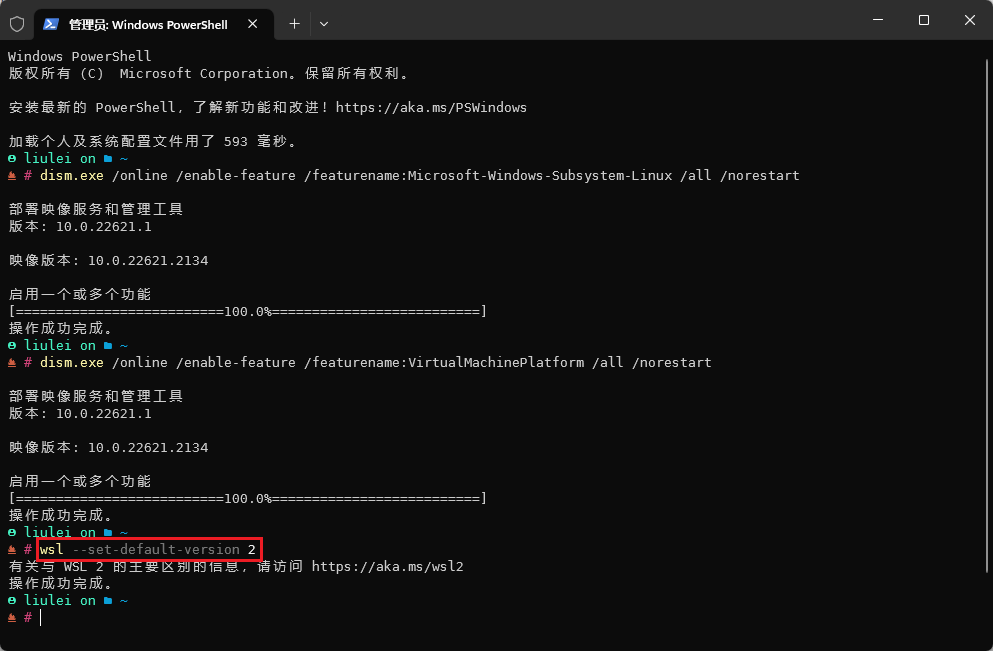 管理员: Windows PowerShell
Windows PowerShell
版权所有 (C)  Microsoft Corporation。保留所有权利。
安装最新的 PowerShell，了解新功能和改进！https://aka.ms/PSWindows
加载个人及系统配置文件用了 593 毫秒。
liulei on ~
# dism.exe /online /enable-feature /featurename:Microsoft-Windows-Subsystem-Linux /all /norestart
部署映像服务和管理工具
版本: 10.0.22621.1
映像版本: 10.0.22621.2134
启用一个或多个功能
[==========================100.0%==========================]
操作成功完成。
liulei on ~
# dism.exe /online /enable-feature /featurename:VirtualMachinePlatform /all /norestart
部署映像服务和管理工具
版本: 10.0.22621.1
映像版本: 10.0.22621.2134
启用一个或多个功能
[==========================100.0%==========================]
操作成功完成。
liulei on ~
# wsl --set-default-version 2
有关与 WSL 2 的主要区别的信息，请访问 https://aka.ms/wsl2
操作成功完成。
liulei on ~
#